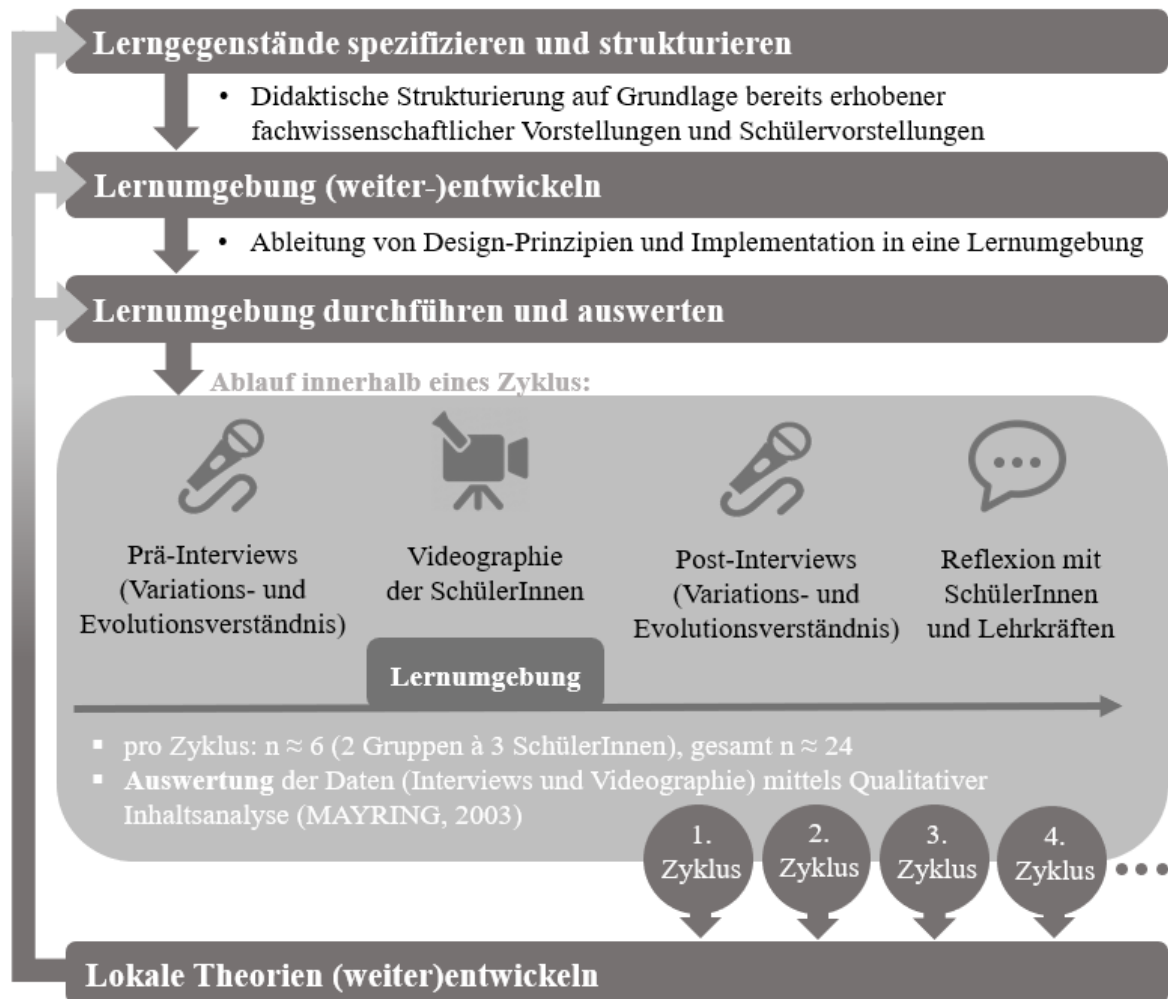 Lerngegenstände spezifizieren und strukturieren
• Didaktische Strukturierung auf Grundlage bereits erhobener
fachwissenschaftlicher Vorstellungen und Schülervorstellungen
Lernumgebung (weiter-)entwickeln
• Ableitung von Design-Prinzipien und Implementation in eine Lernumgebung
Lernumgebung durchführen und auswerten
Ablauf innerhalb eines Zyklus:
Prä-Interviews
(Variations- und
Evolutionsverständnis)
Videographie
der SchülerInnen
Post-Interviews
(Variations- und
Evolutionsverständnis)
Reflexion mit
SchülerInnen
und Lehrkräften
Lernumgebung
▪ pro Zyklus: n ≈ 6 (2 Gruppen à 3 SchülerInnen), gesamt n ≈ 24
▪ Auswertung der Daten (Interviews und Videographie) mittels Qualitativer
Inhaltsanalyse (MAYRING, 2003)
1.
Zyklus
2.
Zyklus
3.
Zyklus
4.
Zyklus
Lokale Theorien (weiter)entwickeln